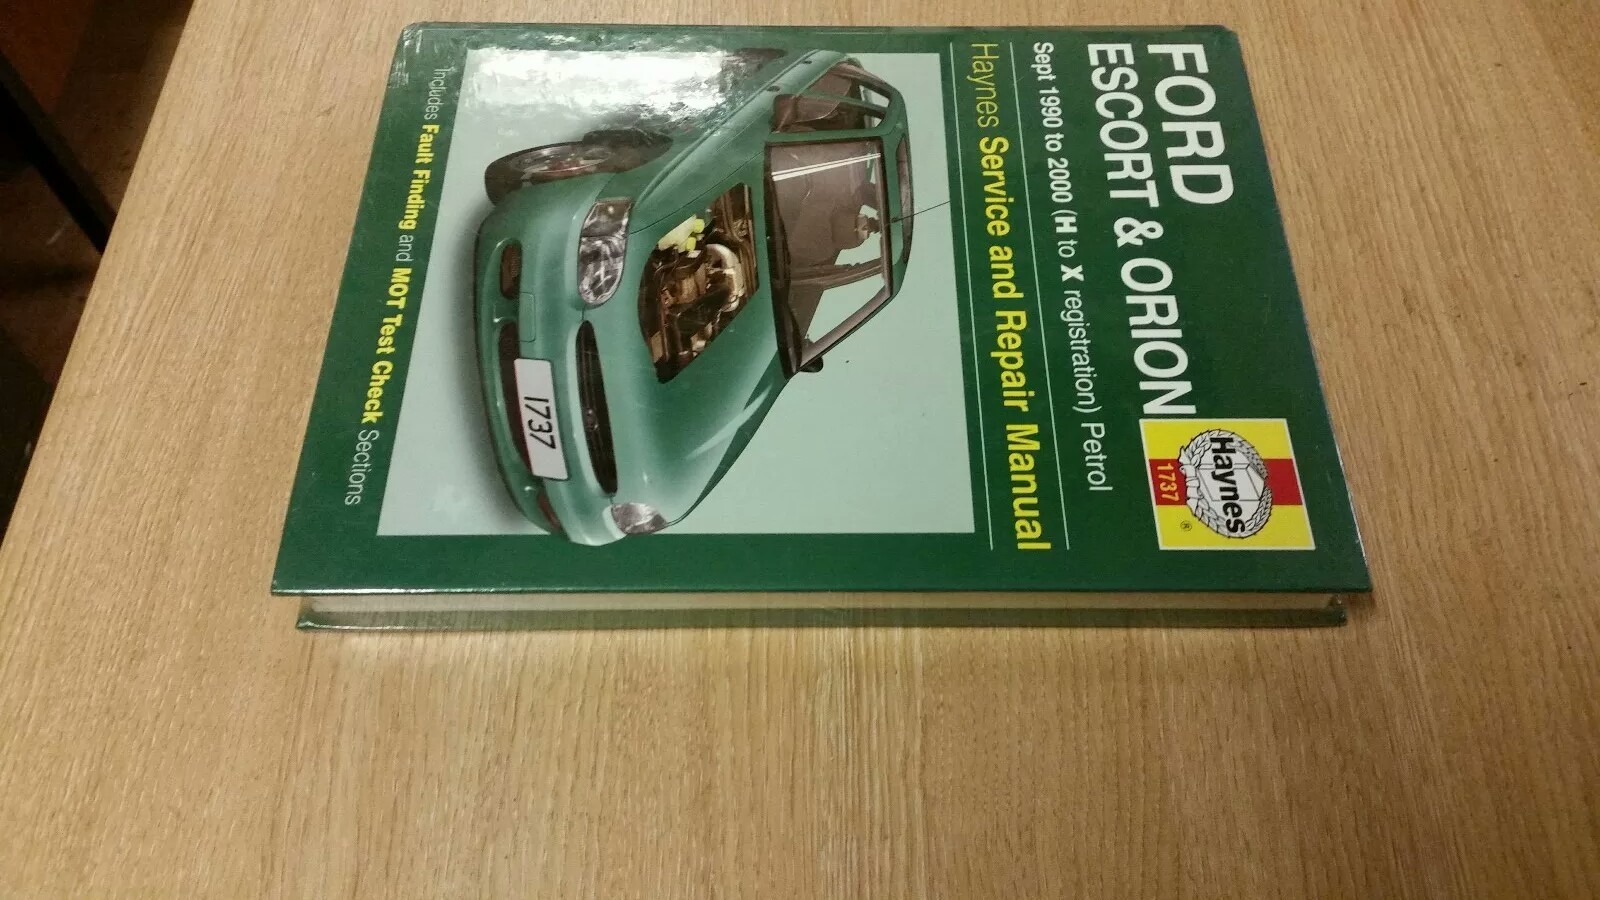 FORD
ESCORT & ORION
Haynes
1737
®
Sept 1990 to 2000 (H to X registration) Petrol
Haynes Service and Repair Manual
1737
Includes Fault Finding and MOT Test Check Sections